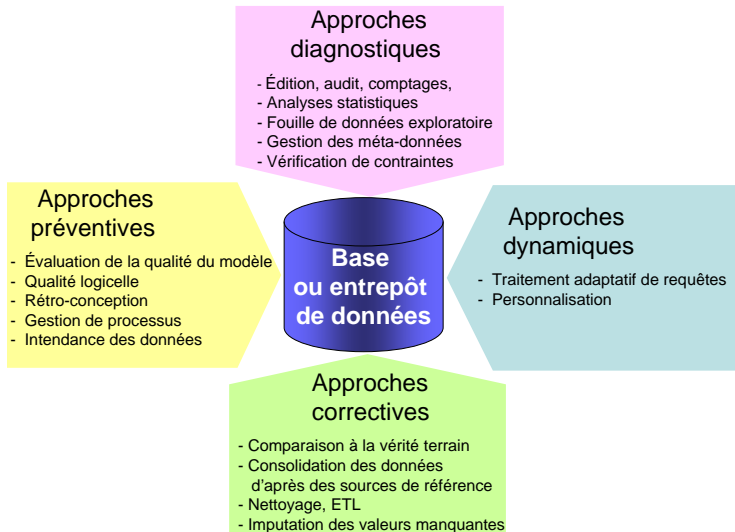 Approches
diagnostiques
- Édition, audit, comptages,
- Analyses statistiques
- Fouille de données exploratoire
- Gestion des méta-données
- Vérification de contraintes
Approches
préventives
- Évaluation de la qualité du modèle
- Qualité logicielle
- Rétro-conception
- Gestion de processus
- Intendance des données
Base
ou entrepôt
de données
Approches
dynamiques
- Traitement adaptatif de requêtes
- Personnalisation
Approches
correctives
- Comparaison à la vérité terrain
- Consolidation des données
d'après des sources de référence
- Nettoyage, ETL
- Imputation des valeurs manquantes